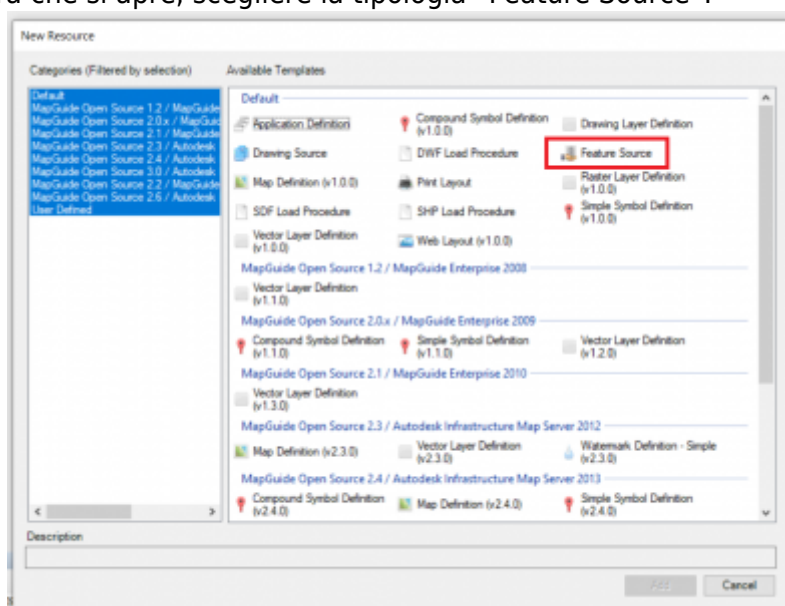 che si apre, scegliere la tipologia "Feature Source".
New Resource
Categories (Filtered by selection)
Available Templates
Default
MapGuide Open Source 1.2 / MapGuide
MapGuide Open Source 2.0.x / MapGuid
MapGuide Open Source 2.1 / MapGuide
MapGuide Open Source 2.3 / Autodesk
MapGuide Open Source 2.4 / Autodesk
MapGuide Open Source 3.0 / Autodesk
MapGuide Open Source 2.2 / MapGuide
MapGuide Open Source 2.6 / Autodesk
User Defined
Default
Application Definition
Compound Symbol Definition
(v1.0.0)
Drawing Layer Definition
Drawing Source
DWF Load Procedure
Feature Source
Map Definition (v1.0.0)
Print Layout
Raster Layer Definition
(v1.0.0)
SDF Load Procedure
SHP Load Procedure
Simple Symbol Definition
(v1.0.0)
Vector Layer Definition
(v1.0.0)
Web Layout (v1.0.0)
MapGuide Open Source 1.2 / MapGuide Enterprise 2008
Vector Layer Definition
(v1.1.0)
MapGuide Open Source 2.0.x / MapGuide Enterprise 2009
Compound Symbol Definition
(v1.1.0)
Simple Symbol Definition
(v1.1.0)
Vector Layer Definition
(v1.2.0)
MapGuide Open Source 2.1 / MapGuide Enterprise 2010
Vector Layer Definition
(v1.3.0)
MapGuide Open Source 2.3 / Autodesk Infrastructure Map Server 2012
Map Definition (v2.3.0)
Vector Layer Definition
(v2.3.0)
Watermark Definition - Simple
(v2.3.0)
MapGuide Open Source 2.4 / Autodesk Infrastructure Map Server 2013
Compound Symbol Definition
(v2.4.0)
Map Definition (v2.4.0)
Simple Symbol Definition
(v2.4.0)
Description
Add
Cancel